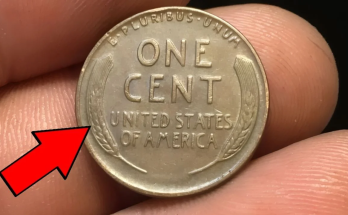 E·PLURIBUS·UNUM
ONE
CENT
UNITED STATES
OF AMERICA